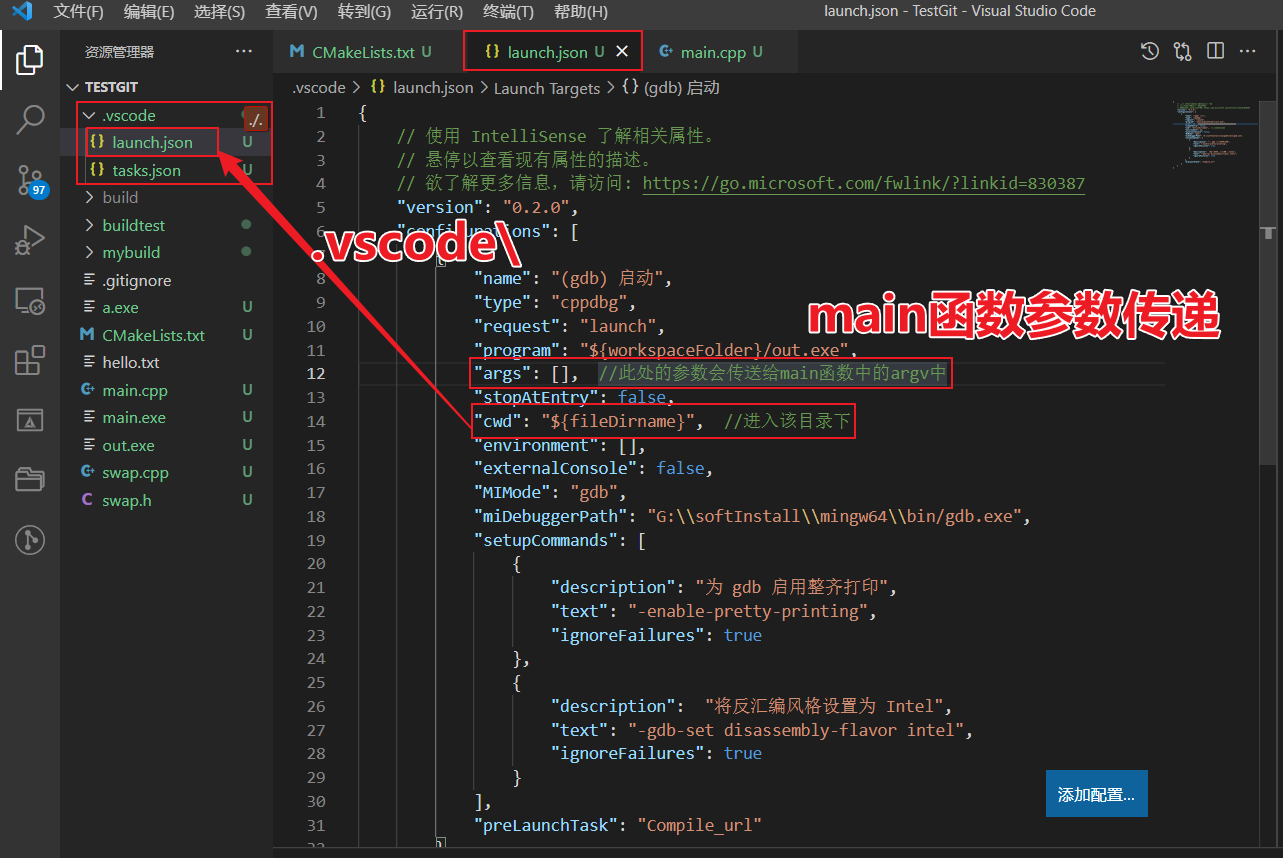 文件(F) 编辑(E) 选择(S) 查看(V) 转到(G) 运行(R) 终端(T) 帮助(H) launch.json - TestGit - Visual Studio Code
资源管理器 ...
CMakeLists.txt U
{} launch.json U ×
main.cpp U
.vscode > {} launch.json > Launch Targets > {} (gdb) 启动
TESTGIT
.vscode
./.
{} launch.json U
{} tasks.json U
build
buildtest
mybuild
.gitignore
a.exe U
CMakeLists.txt U
hello.txt
main.cpp U
main.exe U
out.exe U
swap.cpp U
swap.h U
97
1 {
2 // 使用 IntelliSense 了解相关属性。
3 // 悬停以查看现有属性的描述。
4 // 欲了解更多信息，请访问: https://go.microsoft.com/fwlink/?linkid=830387
5 "version": "0.2.0",
6 "configurations": [
{
8 "name": "(gdb) 启动",
9 "type": "cppdbg",
10 "request": "launch",
11 "program": "${workspaceFolder}/out.exe",
12 "args": [], //此处的参数会传送给main函数中的argv中
13 "stopAtEntry": false,
14 "cwd": "${fileDirname}", //进入该目录下
15 "environment": [],
16 "externalConsole": false,
17 "MIMode": "gdb",
18 "miDebuggerPath": "G:\\softInstall\\mingw64\\bin/gdb.exe",
19 "setupCommands": [
20 {
21 "description": "为 gdb 启用整齐打印",
22 "text": "-enable-pretty-printing",
23 "ignoreFailures": true
24 },
25 {
26 "description": "将反汇编风格设置为 Intel",
27 "text": "-gdb-set disassembly-flavor intel",
28 "ignoreFailures": true
29 }
30 ],
31 "preLaunchTask": "Compile_url"
32 }
.vscode\
main函数参数传递
添加配置...